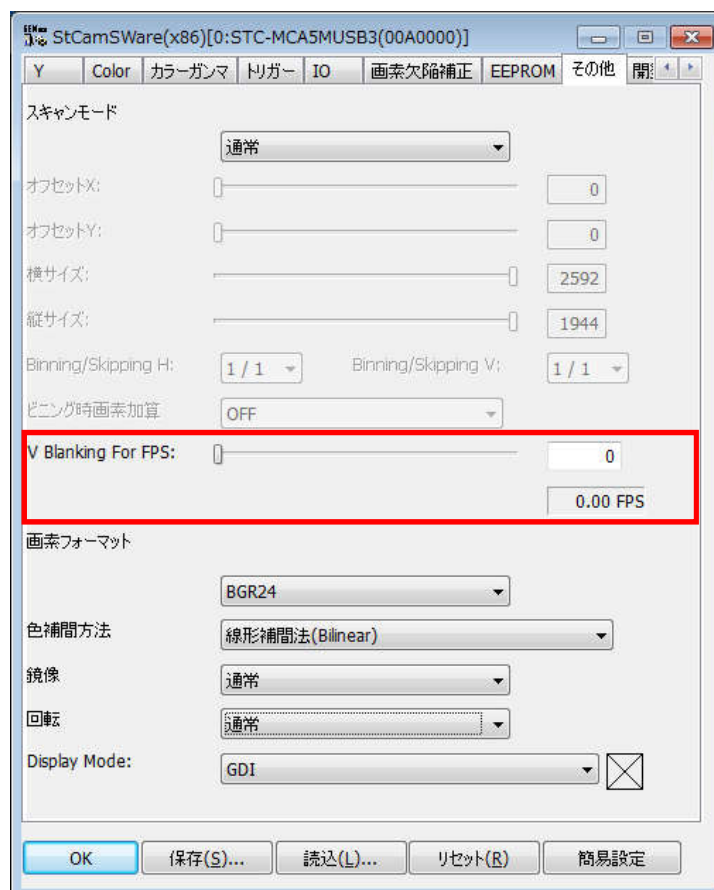 StCamSWare(x86)[0:STC-MCA5MUSB3(00A0000)]
Y Color カラーガンマ トリガー IO 画素欠陥補正 EEPROM その他
スキャンモード
通常
オフセットX: 0
オフセットY: 0
横サイズ: 2592
縦サイズ: 1944
Binning/Skipping H: 1 / 1 Binning/Skipping V: 1 / 1
ビニング時画素加算 OFF
V Blanking For FPS: 0
0.00 FPS
画素フォーマット
BGR24
色補間方法 線形補間法(Bilinear)
鏡像 通常
回転 通常
Display Mode: GDI
OK 保存(S)... 読込(L)... リセット(R) 簡易設定